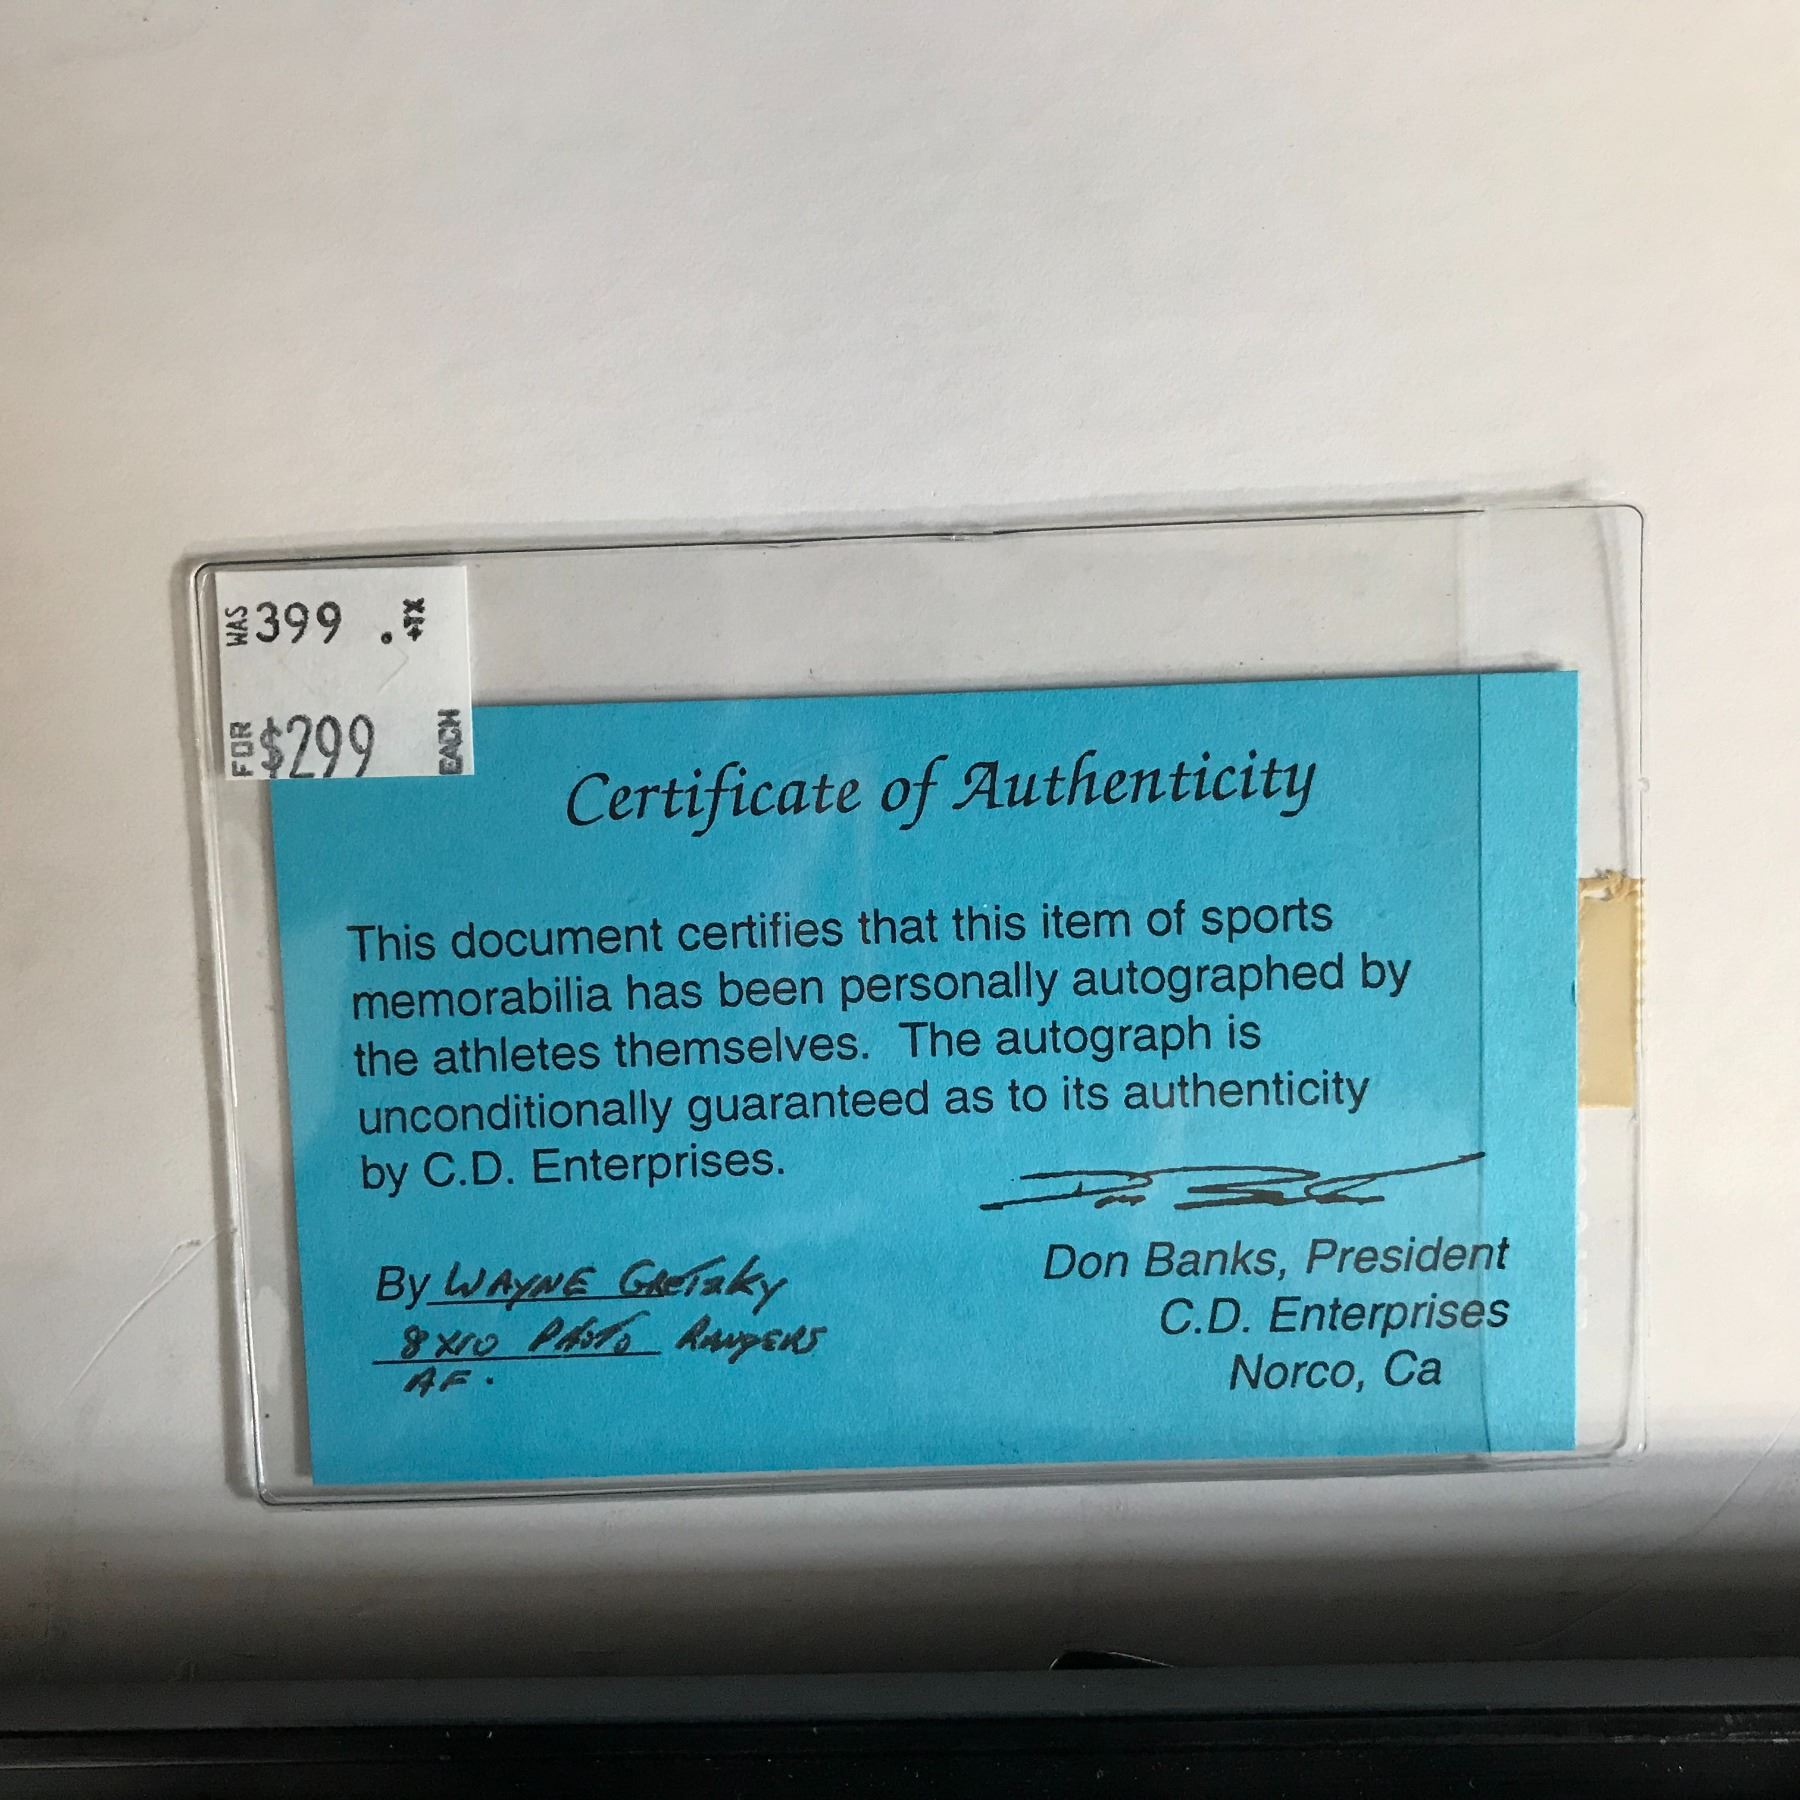 WAS 399 . +TX
FOR $299 EACH
Certificate of Authenticity
This document certifies that this item of sports
memorabilia has been personally autographed by
the athletes themselves. The autograph is
unconditionally guaranteed as to its authenticity
by C.D. Enterprises.
By WAYNE GRETzky
8x10 PHOTO RANGERS
AF.
Don Banks, President
C.D. Enterprises
Norco, Ca